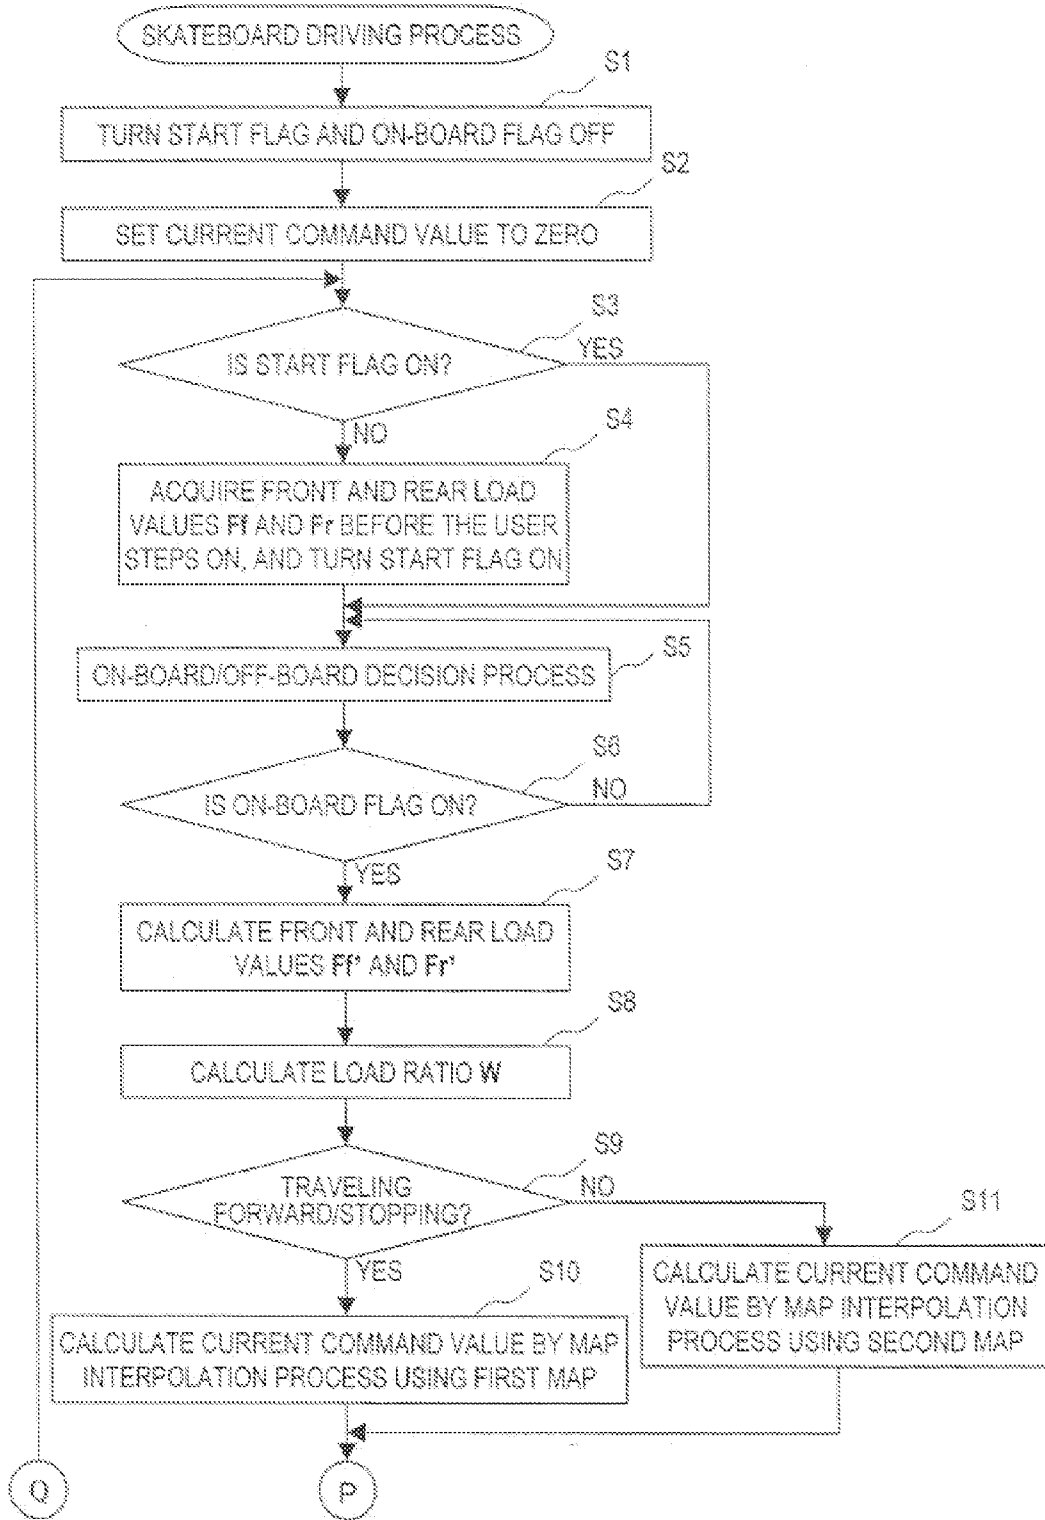 SKATEBOARD DRIVING PROCESS
S1
TURN START FLAG AND ON-BOARD FLAG OFF
S2
SET CURRENT COMMAND VALUE TO ZERO
S3
IS START FLAG ON?
YES
NO
S4
ACQUIRE FRONT AND REAR LOAD
VALUES Ff AND Fr BEFORE THE USER
STEPS ON, AND TURN START FLAG ON
S5
ON-BOARD/OFF-BOARD DECISION PROCESS
S6
IS ON-BOARD FLAG ON?
NO
YES
S7
CALCULATE FRONT AND REAR LOAD
VALUES Ff' AND Fr'
S8
CALCULATE LOAD RATIO W
S9
TRAVELING
FORWARD/STOPPING?
NO
YES
S11
CALCULATE CURRENT COMMAND
VALUE BY MAP INTERPOLATION
PROCESS USING SECOND MAP
S10
CALCULATE CURRENT COMMAND VALUE BY MAP
INTERPOLATION PROCESS USING FIRST MAP
Q
P